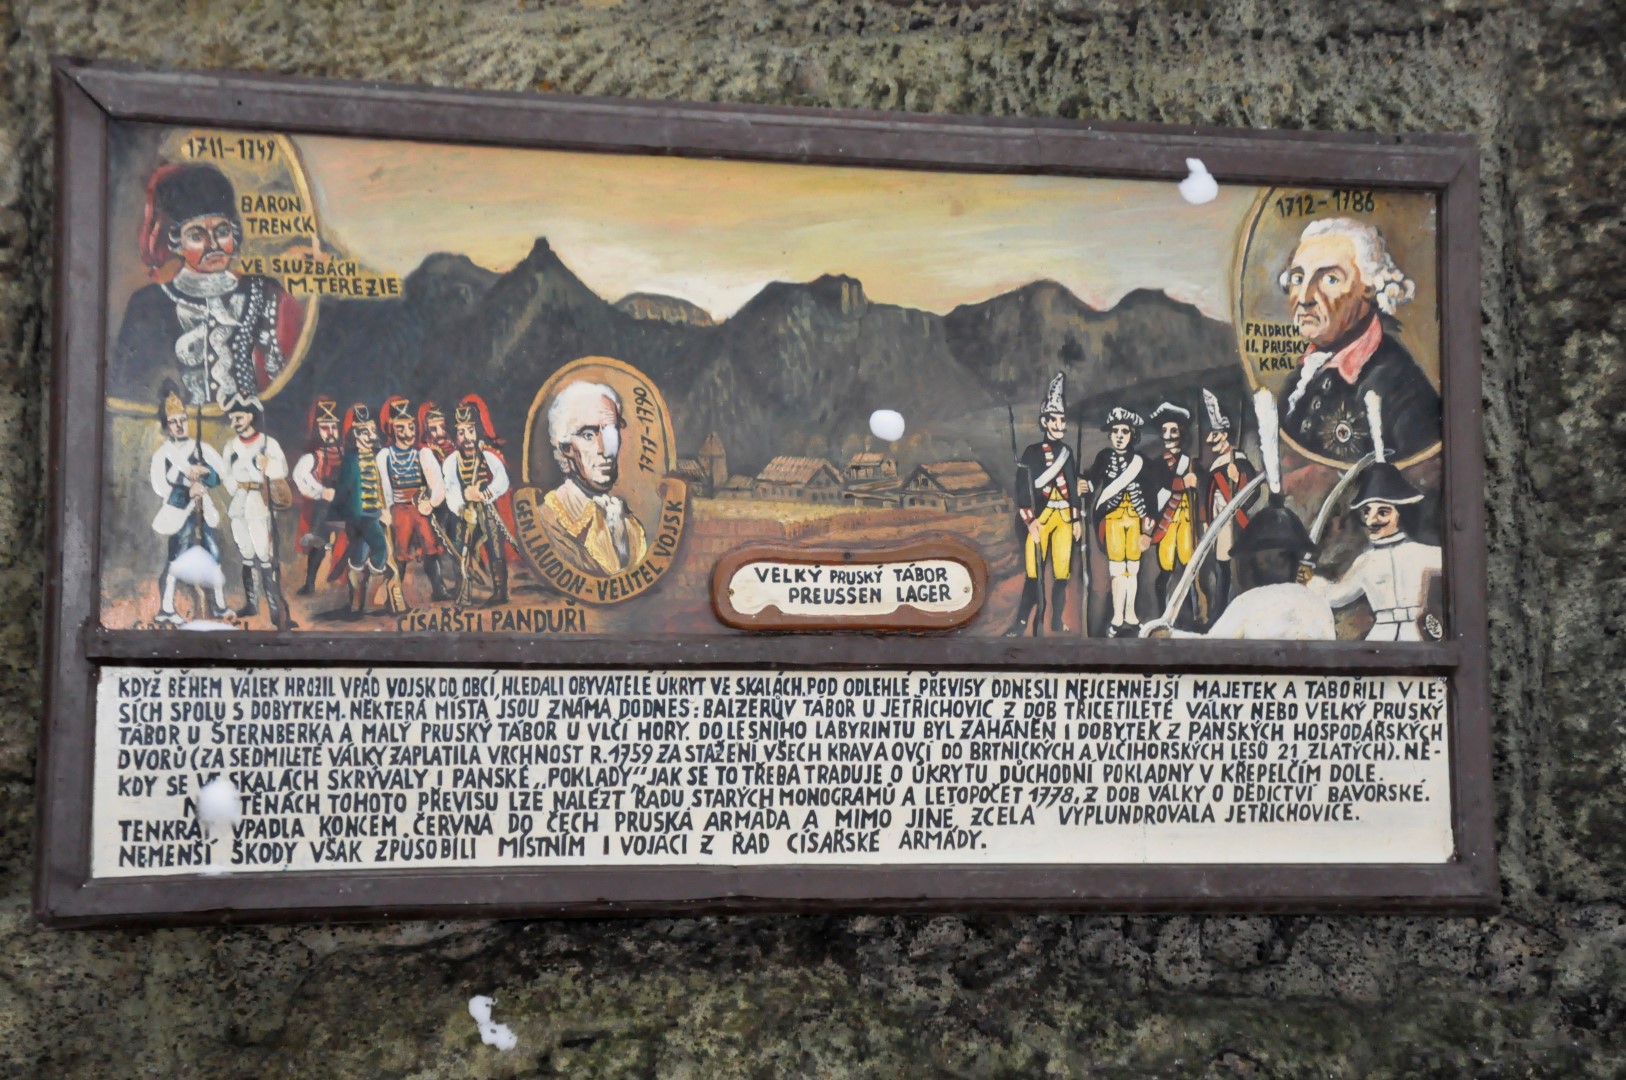 1711-1749
BARON
TRENCK
VE SLUŽBÁCH
M.TEREZIE
1712-1786
FRIDRICH
II. PRUSKÝ
KRÁL
1717-1790
GEN. LAUDON - VELITEL VOJSK
VELKÝ PRUSKÝ TÁBOR
PREUSSEN LAGER
CÍSAŘŠTÍ PANDUŘI
KDYŽ BĚHEM VÁLEK HROZIL VPÁD VOJSK DO OBCÍ, HLEDALI OBYVATELÉ ÚKRYT VE SKALÁCH. POD ODLEHLÉ PŘEVISY ODNESLI NEJCENNĚJŠÍ MAJETEK A TÁBOŘILI V LE-
SÍCH SPOLU S DOBYTKEM. NĚKTERÁ MÍSTA JSOU ZNÁMA DODNES: BALZERŮV TÁBOR U JETŘICHOVIC Z DOB TŘICETILETÉ VÁLKY NEBO VELKÝ PRUSKÝ
TÁBOR U ŠTERNBERKA A MALÝ PRUSKÝ TÁBOR U VLČÍ HORY. DO LESNÍHO LABYRINTU BYL ZAHÁNĚN I DOBYTEK Z PANSKÝCH HOSPODÁŘSKÝCH
DVORŮ (ZA SEDMILETÉ VÁLKY ZAPLATILA VRCHNOST R. 1759 ZA STAŽENÍ VŠECH KRAV A OVCÍ DO BRTNICKÝCH A VLČIHORSKÝCH LESŮ 21 ZLATÝCH). NĚ-
KDY SE VE SKALÁCH SKRÝVALY I PANSKÉ „POKLADY“ JAK SE TO TŘEBA TRADUJE O ÚKRYTU DŮCHODNÍ POKLADNY V KŘEPELČÍM DOLE.
NA STĚNÁCH TOHOTO PŘEVISU LZE NALÉZT ŘADU STARÝCH MONOGRAMŮ A LETOPOČET 1778, Z DOB VÁLKY O DĚDICTVÍ BAVORSKÉ.
TENKRÁT VPADLA KONCEM ČERVNA DO ČECH PRUSKÁ ARMÁDA A MIMO JINÉ ZCELA VYPLUNDROVALA JETŘICHOVICE.
NEMENŠÍ ŠKODY VŠAK ZPŮSOBILI MÍSTNÍM I VOJÁCI Z ŘAD CÍSAŘSKÉ ARMÁDY.